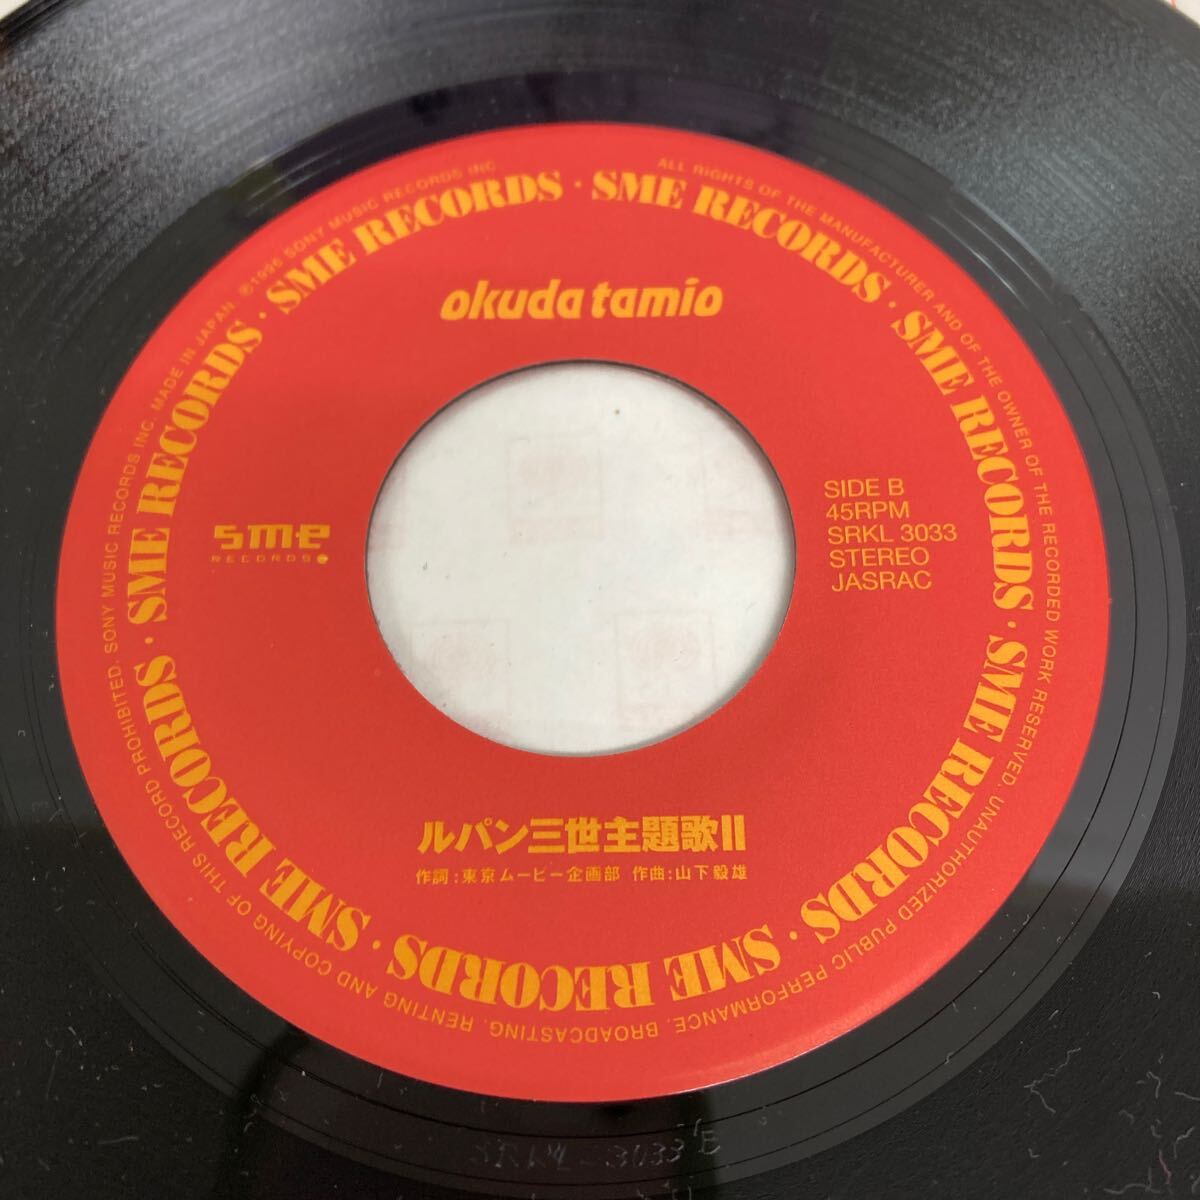 okuda tamio
SIDE B
45RPM
SRKL 3033
STEREO
JASRAC
sme
RECORDS
ルパン三世主題歌II
作詞:東京ムービー企画部 作曲:山下毅雄
SME RECORDS · SME RECORDS · SME RECORDS · SME RECORDS · SME RECORDS · SME RECORDS · SME RECORDS · SME RECORDS ·
ALL RIGHTS OF THE MANUFACTURER AND OF THE OWNER OF THE RECORDED WORK RESERVED. UNAUTHORIZED PUBLIC PERFORMANCE, BROADCASTING, RENTING AND COPYING OF THIS RECORD PROHIBITED. SONY MUSIC RECORDS INC. MADE IN JAPAN. ℗1996 SONY MUSIC RECORDS INC.